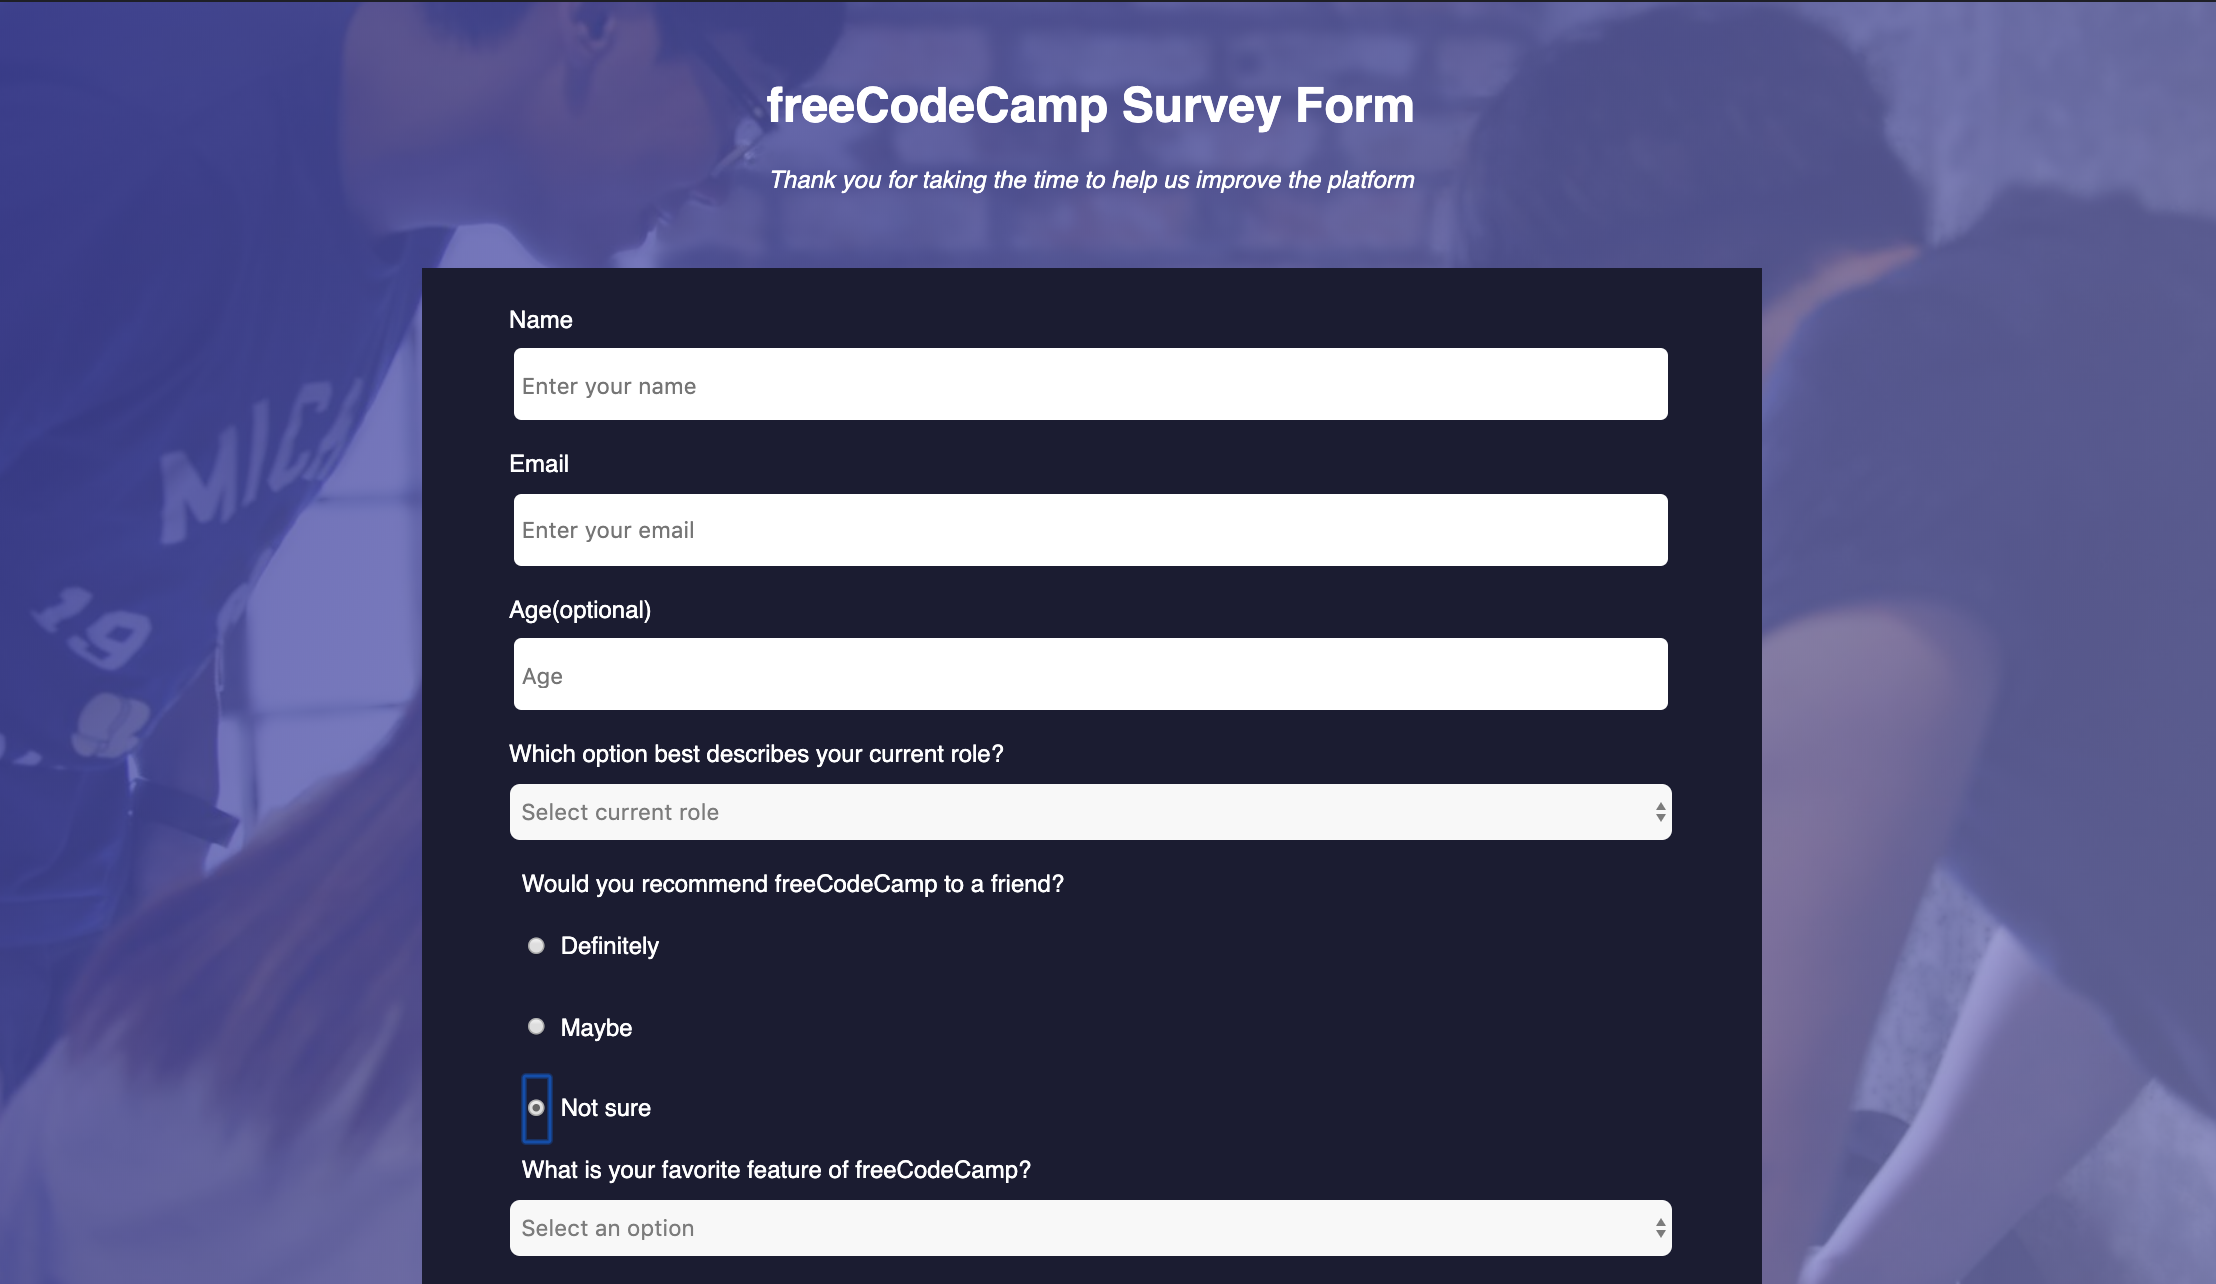 freeCodeCamp Survey Form
Thank you for taking the time to help us improve the platform
Name
Enter your name
MICH
Email
Enter your email
19
Age(optional)
Age
Which option best describes your current role?
Select current role
Would you recommend freeCodeCamp to a friend?
Definitely
Maybe
Not sure
What is your favorite feature of freeCodeCamp?
Select an option